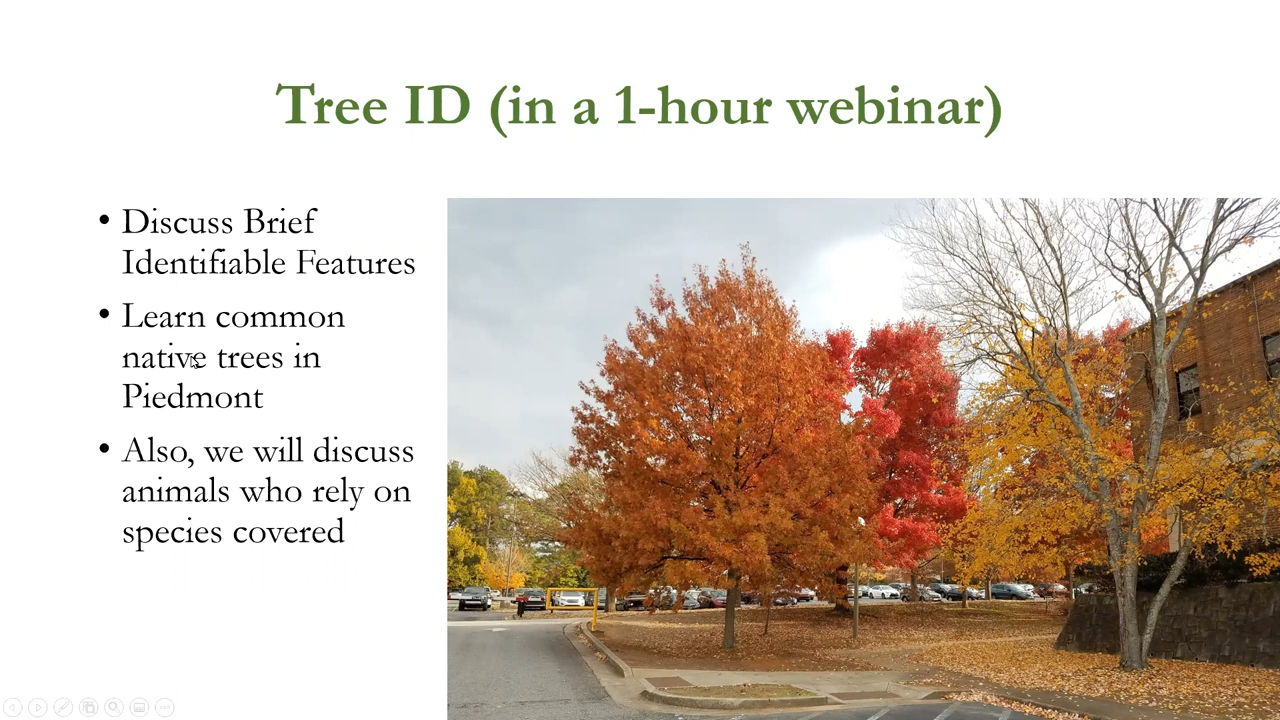 Tree ID (in a 1-hour webinar)
• Discuss Brief
Identifiable Features
• Learn common
native trees in
Piedmont
• Also, we will discuss
animals who rely on
species covered